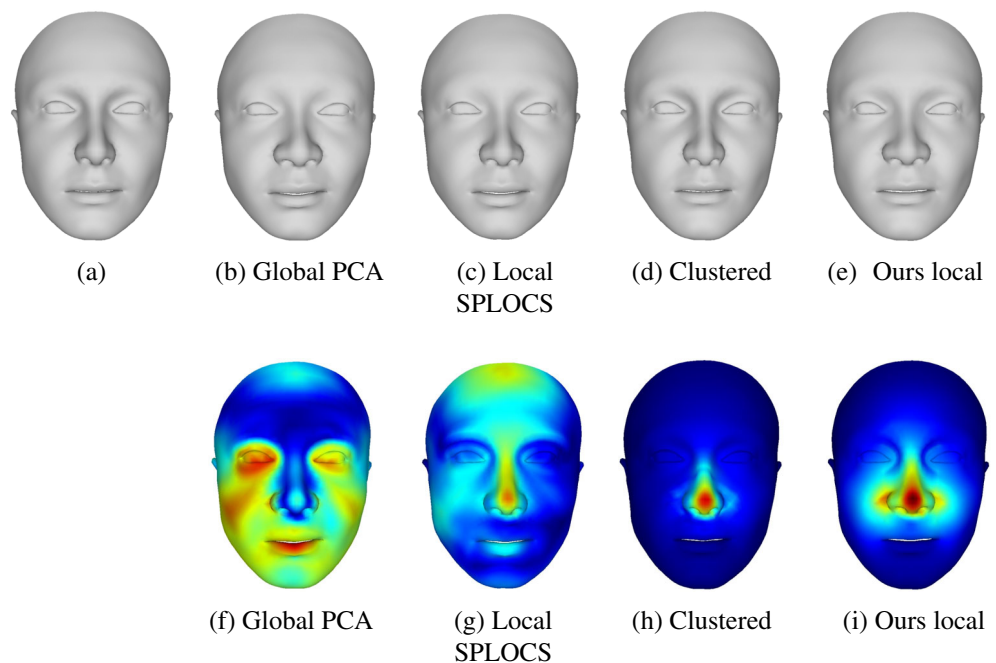 (a)
(b) Global PCA
(c) Local
SPLOCS
(d) Clustered
(e) Ours local
(f) Global PCA
(g) Local
SPLOCS
(h) Clustered
(i) Ours local